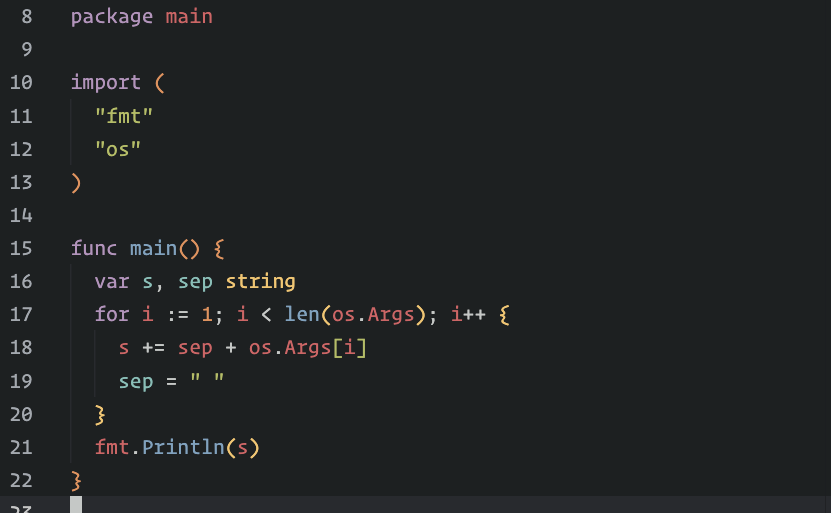 8 package main
9
10 import (
11 "fmt"
12 "os"
13 )
14
15 func main() {
16 var s, sep string
17 for i := 1; i < len(os.Args); i++ {
18 s += sep + os.Args[i]
19 sep = " "
20 }
21 fmt.Println(s)
22 }
23